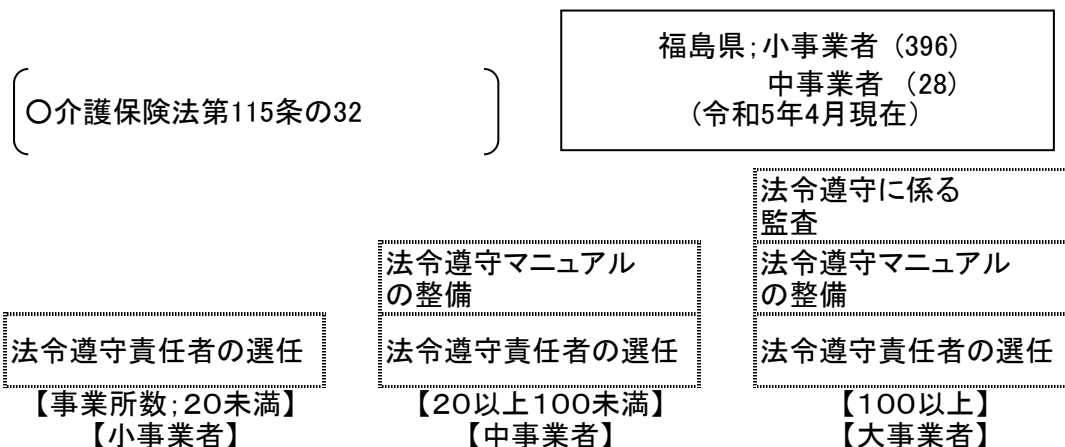 福島県;小事業者 (396)
中事業者 (28)
(令和5年4月現在)
〇介護保険法第115条の32
法令遵守に係る
監査
法令遵守マニュアル
の整備
法令遵守マニュアル
の整備
法令遵守責任者の選任
法令遵守責任者の選任
法令遵守責任者の選任
【事業所数;20未満】
【小事業者】
【20以上100未満】
【中事業者】
【100以上】
【大事業者】